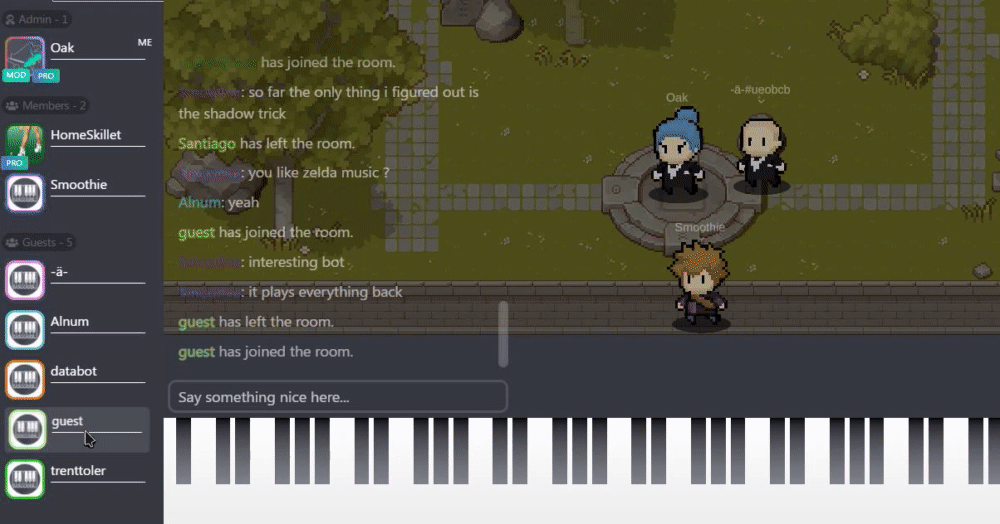 Admin - 1
Oak
ME
MOD PRO
Members - 2
HomeSkillet
PRO
Smoothie
Guests - 5
-ä-
Alnum
databot
guest
trenttoler
has joined the room.
: so far the only thing i figured out is
the shadow trick
Santiago has left the room.
: you like zelda music ?
Alnum: yeah
guest has joined the room.
: interesting bot
: it plays everything back
guest has left the room.
guest has joined the room.
Say something nice here...
Oak
-ä-#ueobcb
Smoothie